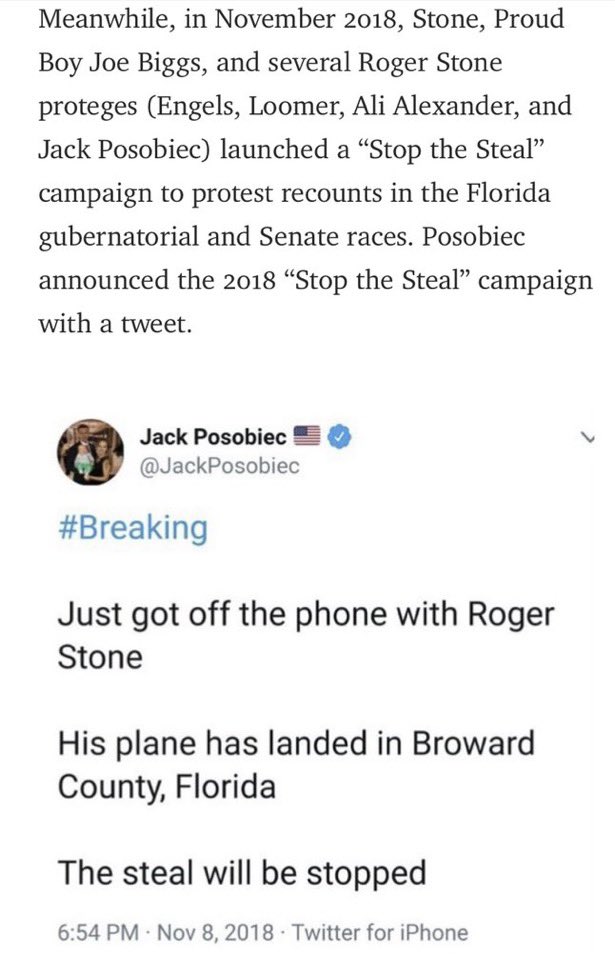 Meanwhile, in November 2018, Stone, Proud
Boy Joe Biggs, and several Roger Stone
proteges (Engels, Loomer, Ali Alexander, and
Jack Posobiec) launched a “Stop the Steal”
campaign to protest recounts in the Florida
gubernatorial and Senate races. Posobiec
announced the 2018 “Stop the Steal” campaign
with a tweet.
Jack Posobiec 🇺🇸
@JackPosobiec
#Breaking
Just got off the phone with Roger
Stone
His plane has landed in Broward
County, Florida
The steal will be stopped
6:54 PM · Nov 8, 2018 · Twitter for iPhone